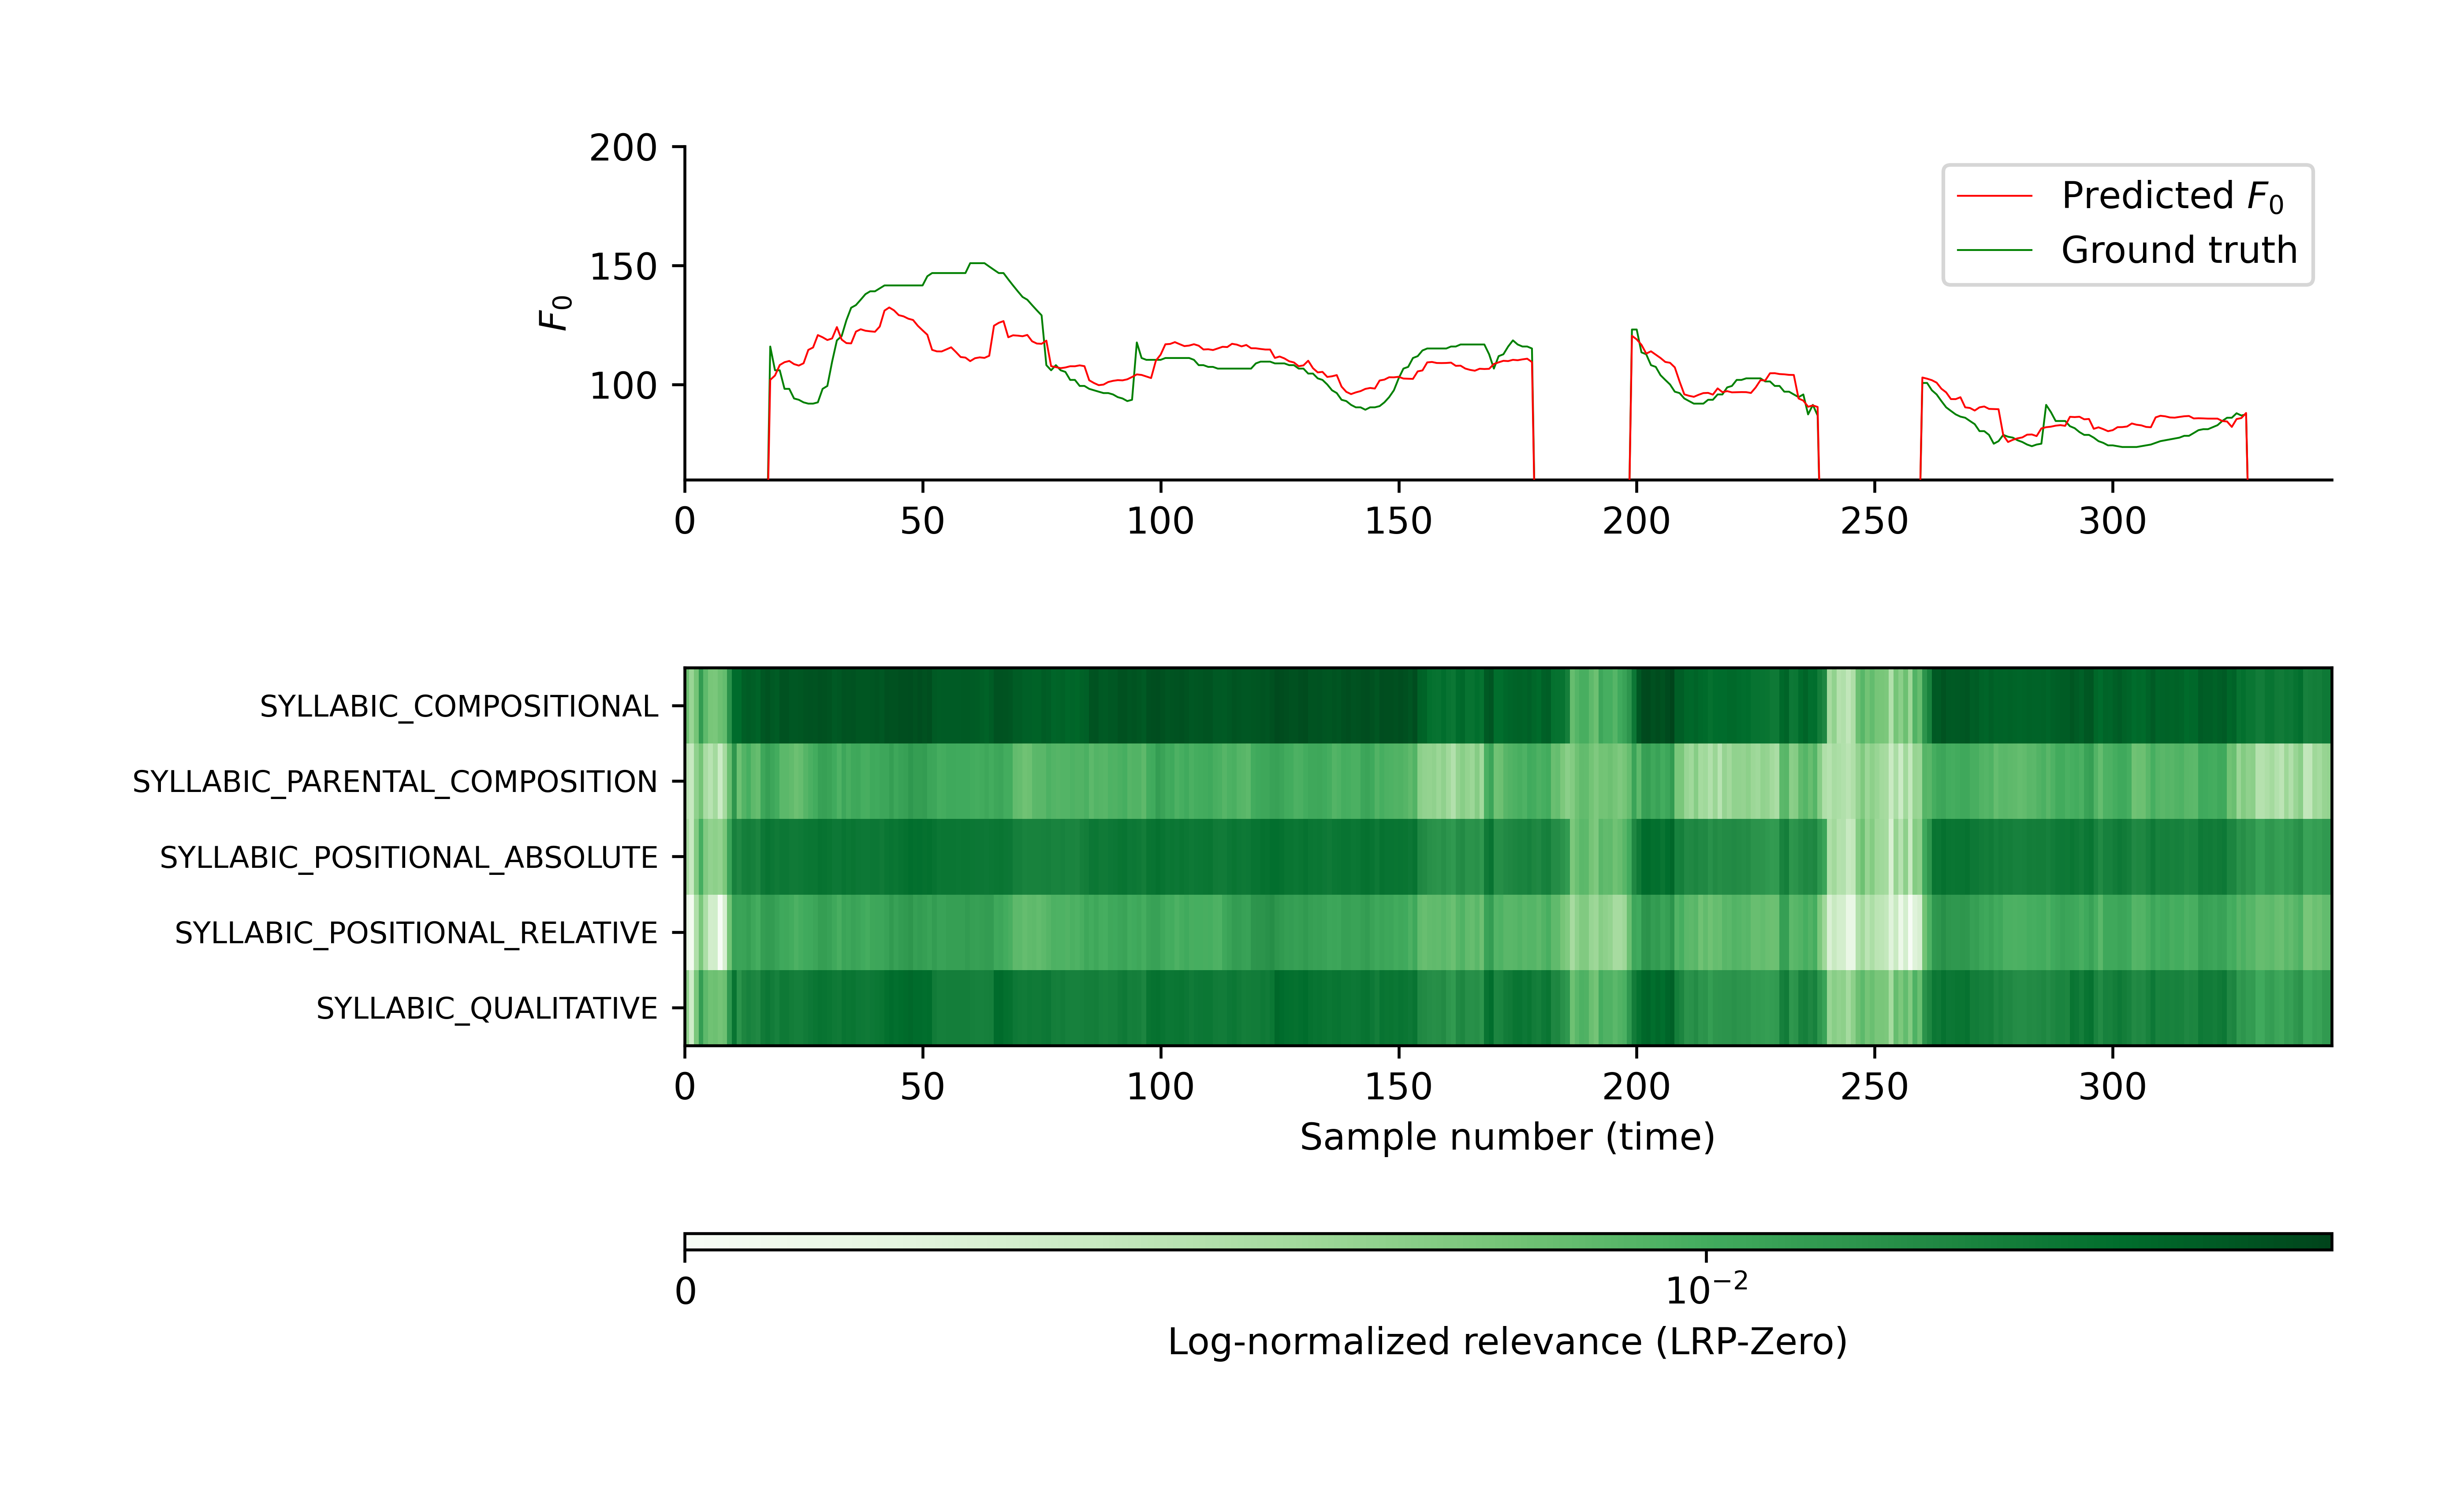 200
150
100
F0
Predicted F0
Ground truth
0 50 100 150 200 250 300
SYLLABIC_COMPOSITIONAL
SYLLABIC_PARENTAL_COMPOSITION
SYLLABIC_POSITIONAL_ABSOLUTE
SYLLABIC_POSITIONAL_RELATIVE
SYLLABIC_QUALITATIVE
0 50 100 150 200 250 300
Sample number (time)
0 10−2
Log-normalized relevance (LRP-Zero)